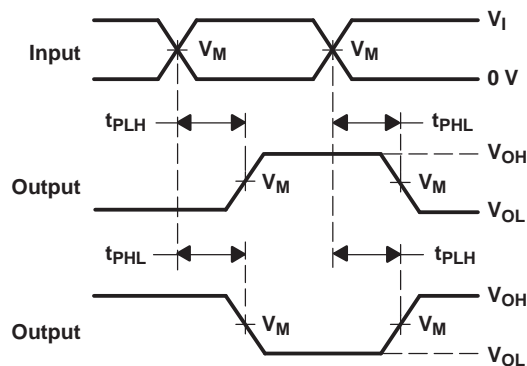 V_I
Input V_M V_M
0 V
t_PLH t_PHL
V_OH
Output V_M V_M
V_OL
t_PHL t_PLH
V_OH
Output V_M V_M
V_OL